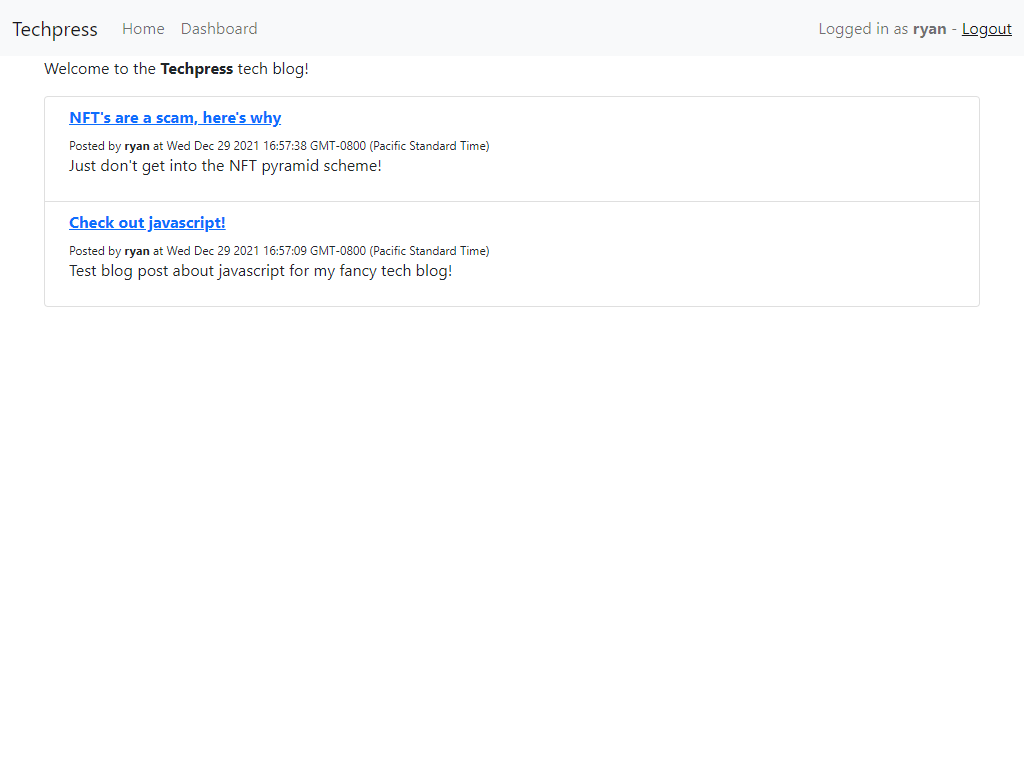 Techpress Home Dashboard Logged in as ryan - Logout
Welcome to the Techpress tech blog!
NFT's are a scam, here's why
Posted by ryan at Wed Dec 29 2021 16:57:38 GMT-0800 (Pacific Standard Time)
Just don't get into the NFT pyramid scheme!
Check out javascript!
Posted by ryan at Wed Dec 29 2021 16:57:09 GMT-0800 (Pacific Standard Time)
Test blog post about javascript for my fancy tech blog!